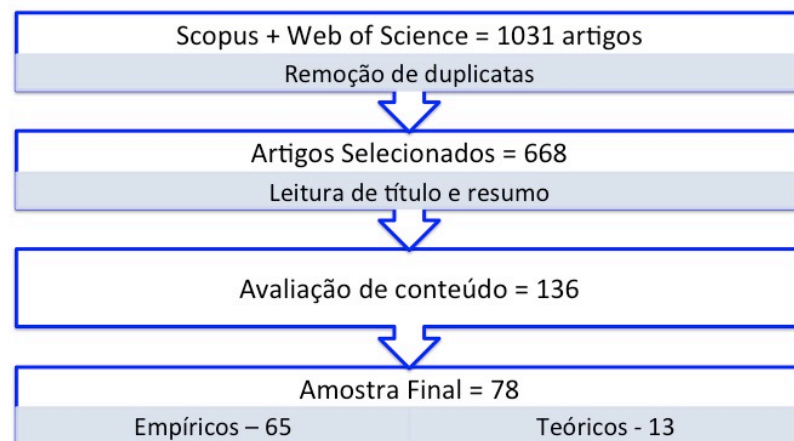 Scopus + Web of Science = 1031 artigos
Remoção de duplicatas
Artigos Selecionados = 668
Leitura de título e resumo
Avaliação de conteúdo = 136
Amostra Final = 78
Empíricos – 65
Teóricos - 13